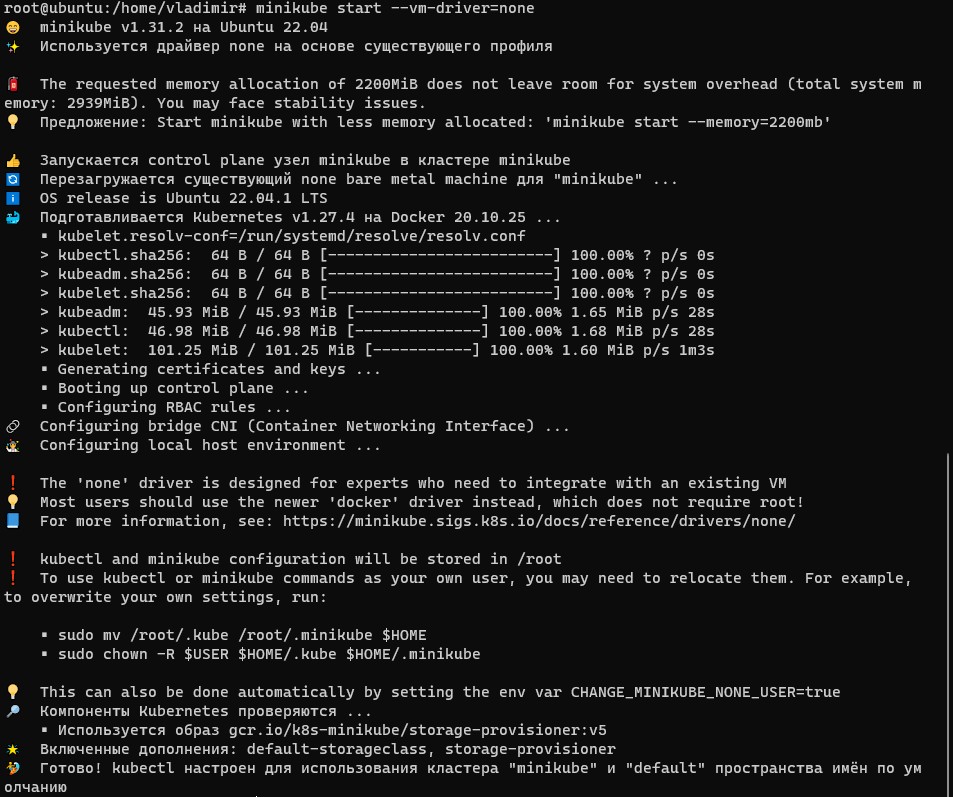 root@ubuntu:/home/vladimir# minikube start --vm-driver=none
😄 minikube v1.31.2 на Ubuntu 22.04
✨ Используется драйвер none на основе существующего профиля
🧯 The requested memory allocation of 2200MiB does not leave room for system overhead (total system m
emory: 2939MiB). You may face stability issues.
💡 Предложение: Start minikube with less memory allocated: 'minikube start --memory=2200mb'
👍 Запускается control plane узел minikube в кластере minikube
🔄 Перезагружается существующий none bare metal machine для "minikube" ...
ℹ️ OS release is Ubuntu 22.04.1 LTS
🐳 Подготавливается Kubernetes v1.27.4 на Docker 20.10.25 ...
▪ kubelet.resolv-conf=/run/systemd/resolve/resolv.conf
> kubectl.sha256: 64 B / 64 B [-------------------------] 100.00% ? p/s 0s
> kubeadm.sha256: 64 B / 64 B [-------------------------] 100.00% ? p/s 0s
> kubelet.sha256: 64 B / 64 B [-------------------------] 100.00% ? p/s 0s
> kubeadm: 45.93 MiB / 45.93 MiB [--------------] 100.00% 1.65 MiB p/s 28s
> kubectl: 46.98 MiB / 46.98 MiB [--------------] 100.00% 1.68 MiB p/s 28s
> kubelet: 101.25 MiB / 101.25 MiB [-----------] 100.00% 1.60 MiB p/s 1m3s
▪ Generating certificates and keys ...
▪ Booting up control plane ...
▪ Configuring RBAC rules ...
🔗 Configuring bridge CNI (Container Networking Interface) ...
🤹 Configuring local host environment ...
❗ The 'none' driver is designed for experts who need to integrate with an existing VM
💡 Most users should use the newer 'docker' driver instead, which does not require root!
📘 For more information, see: https://minikube.sigs.k8s.io/docs/reference/drivers/none/
❗ kubectl and minikube configuration will be stored in /root
❗ To use kubectl or minikube commands as your own user, you may need to relocate them. For example,
to overwrite your own settings, run:
▪ sudo mv /root/.kube /root/.minikube $HOME
▪ sudo chown -R $USER $HOME/.kube $HOME/.minikube
💡 This can also be done automatically by setting the env var CHANGE_MINIKUBE_NONE_USER=true
🔎 Компоненты Kubernetes проверяются ...
▪ Используется образ gcr.io/k8s-minikube/storage-provisioner:v5
🌟 Включенные дополнения: default-storageclass, storage-provisioner
🏄 Готово! kubectl настроен для использования кластера "minikube" и "default" пространства имён по ум
олчанию